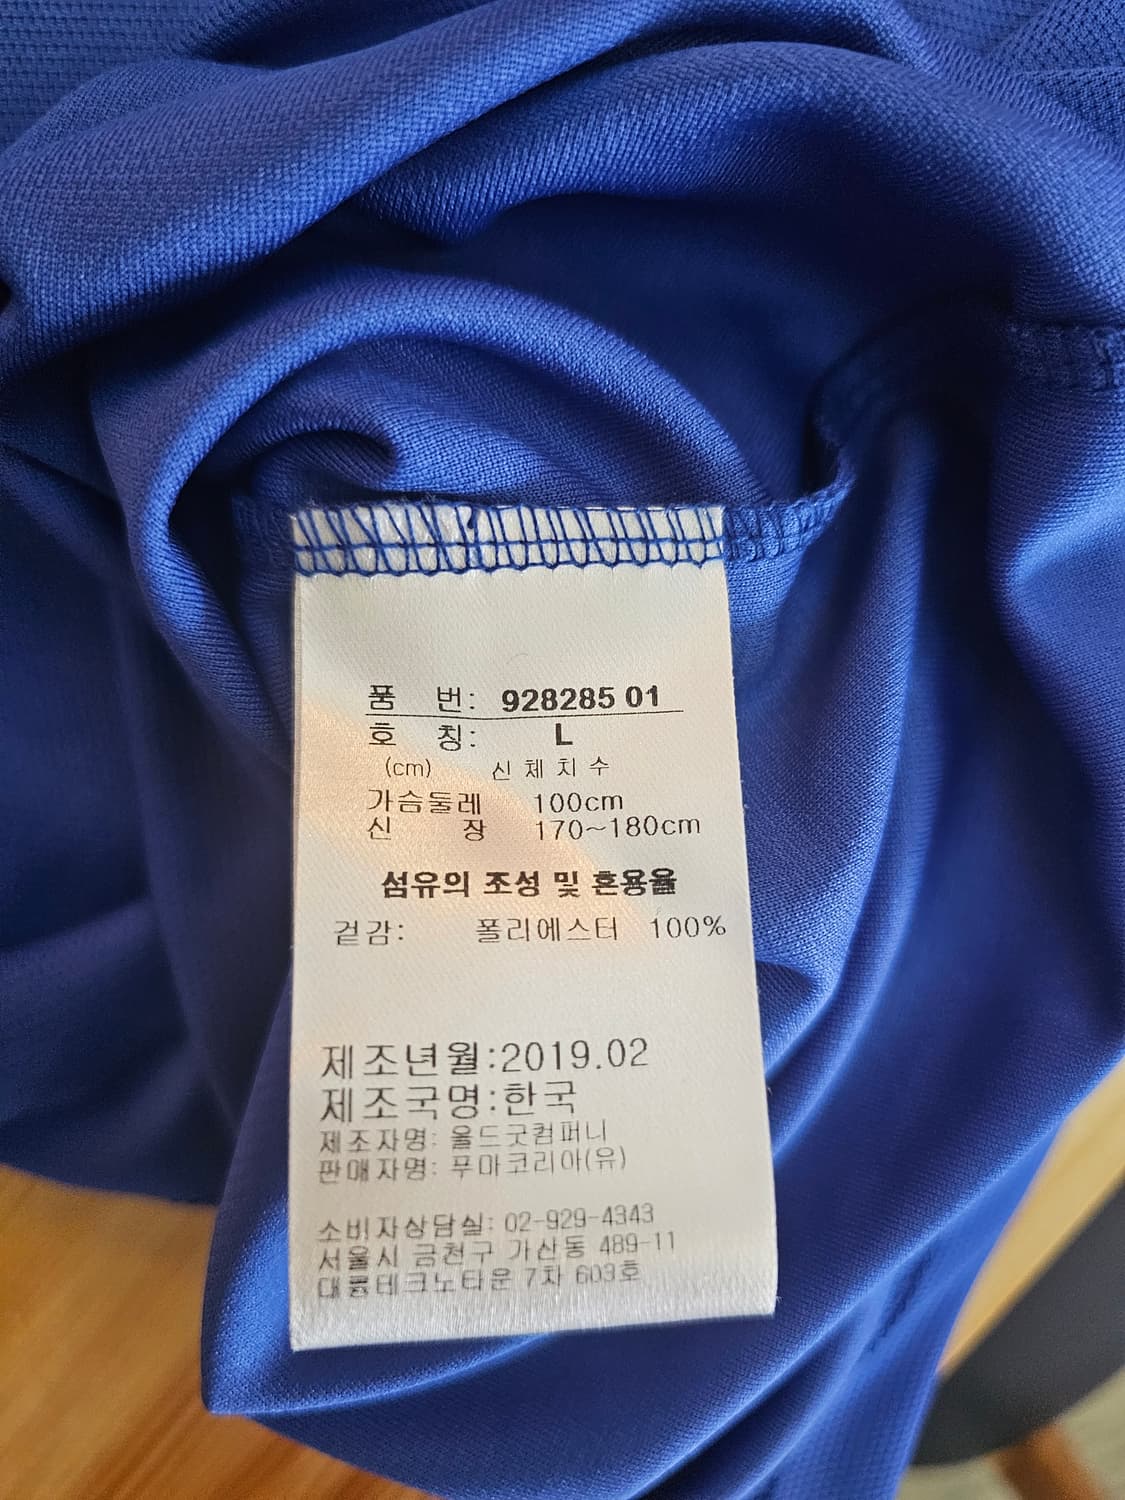 품 번: 928285 01
호 칭: L
(cm) 신체치수
가슴둘레 100cm
신 장 170~180cm
섬유의 조성 및 혼용율
겉감: 폴리에스터 100%
제조년월:2019.02
제조국명:한국
제조자명: 올드굿컴퍼니
판매자명: 푸마코리아(유)
소비자상담실: 02-929-4343
서울시 금천구 가산동 489-11
대륭테크노타운 7차 603호